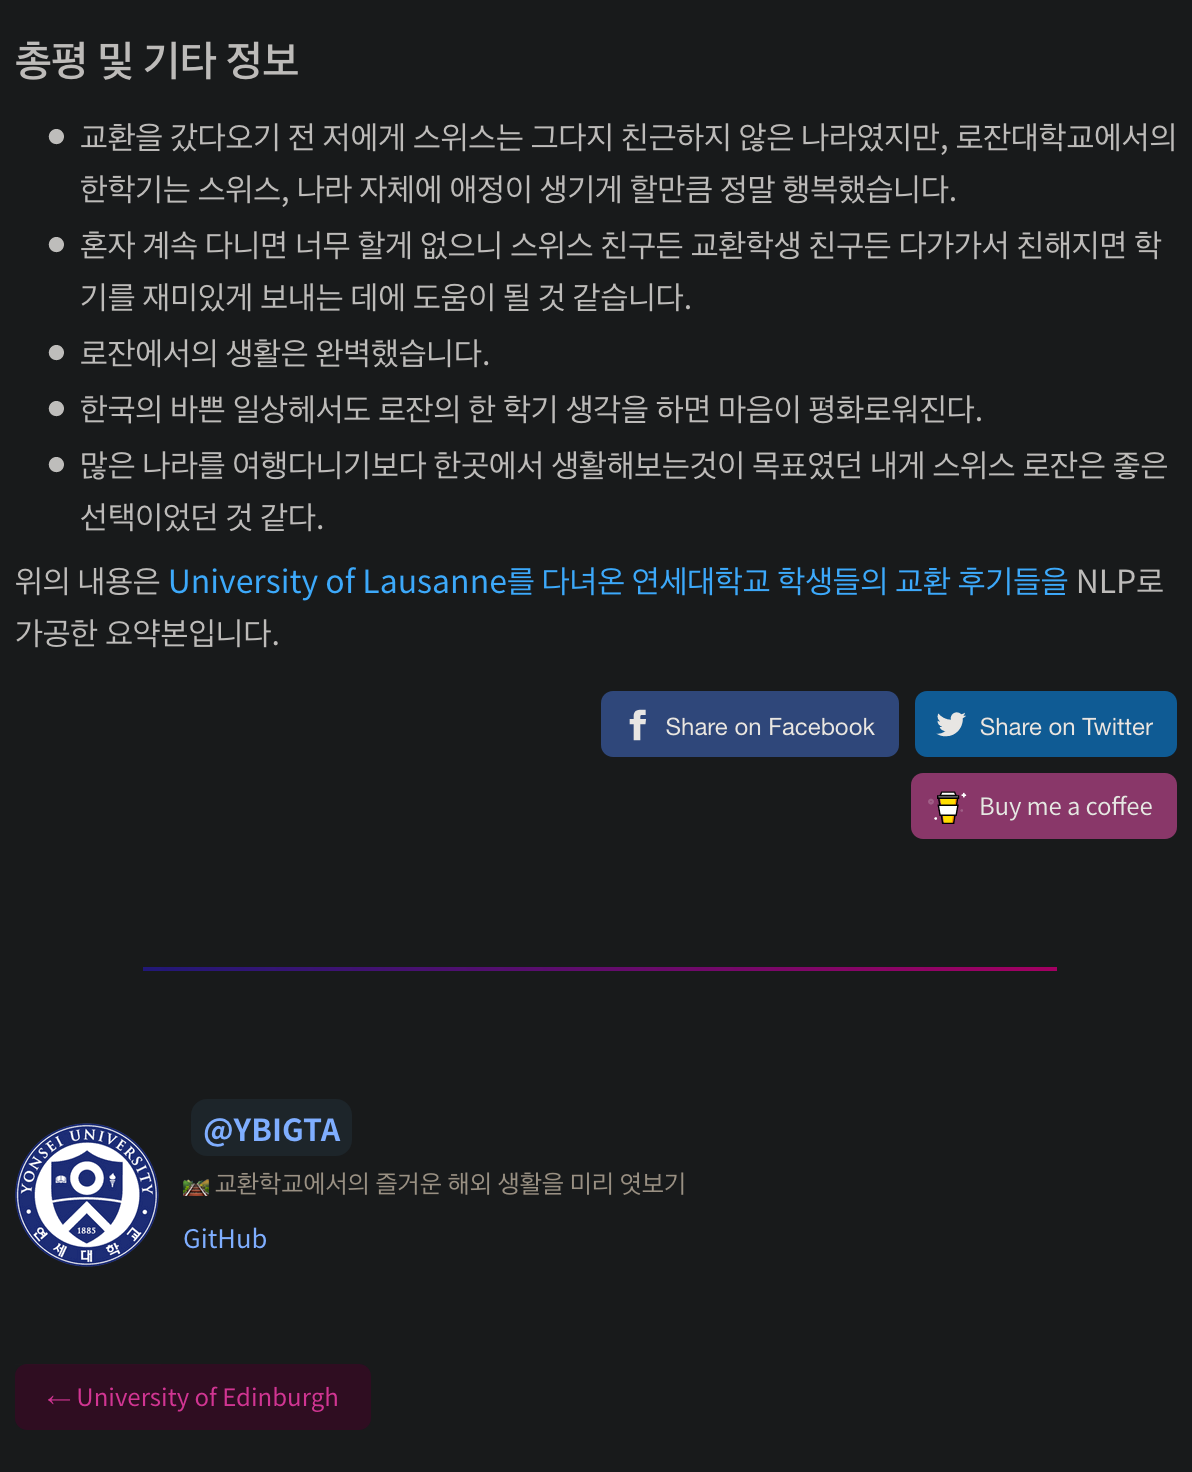 총평 및 기타 정보
교환을 갔다오기 전 저에게 스위스는 그다지 친근하지 않은 나라였지만, 로잔대학교에서의
한학기는 스위스, 나라 자체에 애정이 생기게 할만큼 정말 행복했습니다.
혼자 계속 다니면 너무 할게 없으니 스위스 친구든 교환학생 친구든 다가가서 친해지면 학
기를 재미있게 보내는 데에 도움이 될 것 같습니다.
로잔에서의 생활은 완벽했습니다.
한국의 바쁜 일상헤서도 로잔의 한 학기 생각을 하면 마음이 평화로워진다.
많은 나라를 여행다니기보다 한곳에서 생활해보는것이 목표였던 내게 스위스 로잔은 좋은
선택이었던 것 같다.
위의 내용은 University of Lausanne를 다녀온 연세대학교 학생들의 교환 후기들을 NLP로
가공한 요약본입니다.
Share on Facebook
Share on Twitter
Buy me a coffee
@YBIGTA
YONSEI UNIVERSITY
1885
연세대학교
교환학교에서의 즐거운 해외 생활을 미리 엿보기
GitHub
← University of Edinburgh